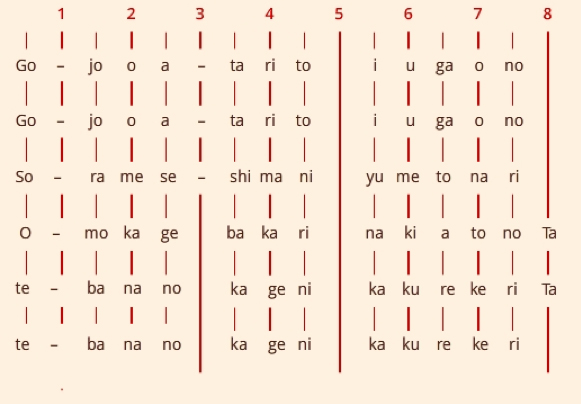 1 2 3 4 5 6 7 8
Go – jo o a – ta ri to i u ga o no
Go – jo o a – ta ri to i u ga o no
So – ra me se – shi ma ni yu me to na ri
O – mo ka ge ba ka ri na ki a to no Ta
te – ba na no ka ge ni ka ku re ke ri Ta
te – ba na no ka ge ni ka ku re ke ri